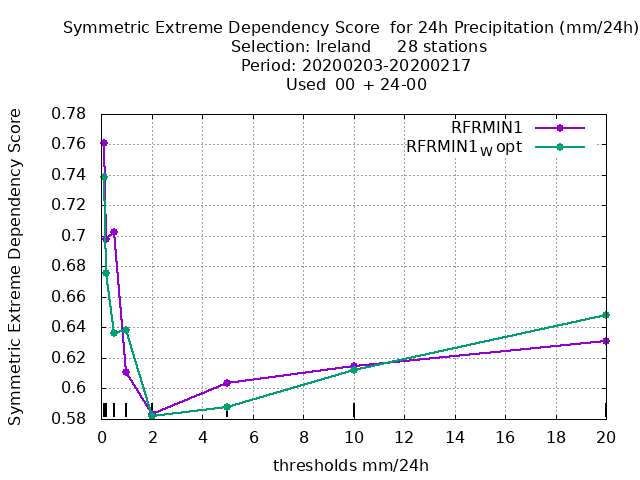 Symmetric Extreme Dependency Score  for 24h Precipitation (mm/24h)
Selection: Ireland     28 stations
Period: 20200203-20200217
Used  00  + 24-00
Symmetric Extreme Dependency Score
0.78
0.76
0.74
0.72
0.7
0.68
0.66
0.64
0.62
0.6
0.58
RFRMIN1
RFRMIN1W opt
0 2 4 6 8 10 12 14 16 18 20
thresholds mm/24h